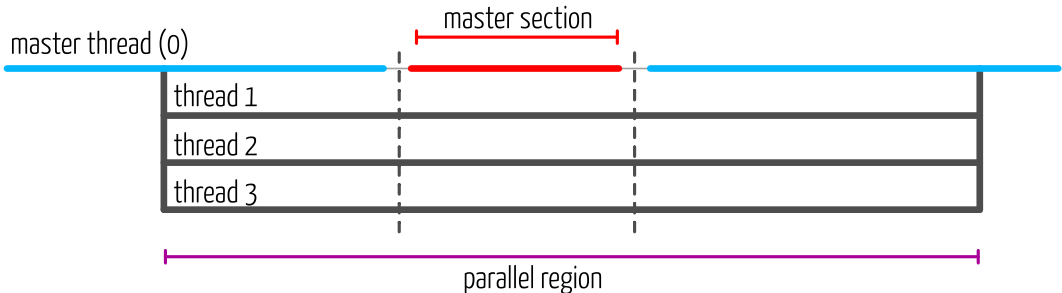 master section
master thread (0)
thread 1
thread 2
thread 3
parallel region